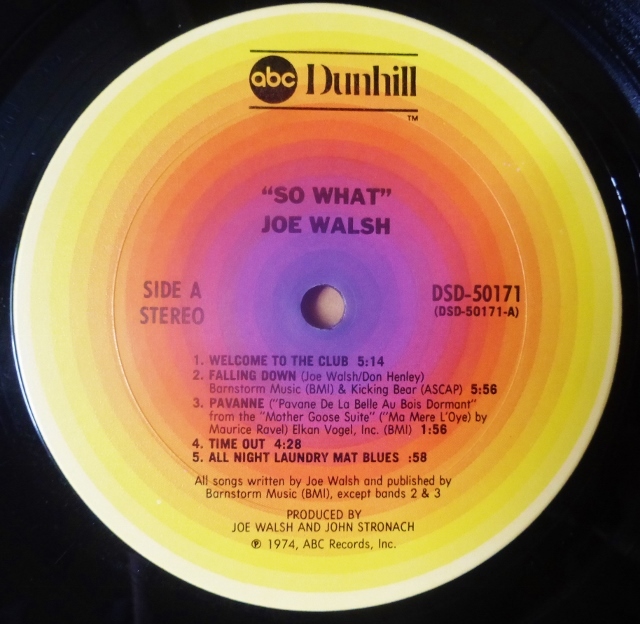 abc Dunhill
TM
"SO WHAT"
JOE WALSH
SIDE A
STEREO
DSD-50171
(DSD-50171-A)
1. WELCOME TO THE CLUB 5:14
2. FALLING DOWN (Joe Walsh/Don Henley)
Barnstorm Music (BMI) & Kicking Bear (ASCAP) 5:56
3. PAVANNE ("Pavane De La Belle Au Bois Dormant"
from the "Mother Goose Suite" ("Ma Mere L'Oye) by
Maurice Ravel) Elkan Vogel, Inc. (BMI) 1:56
4. TIME OUT 4:28
5. ALL NIGHT LAUNDRY MAT BLUES :58
All songs written by Joe Walsh and published by
Barnstorm Music (BMI), except bands 2 & 3
PRODUCED BY
JOE WALSH AND JOHN STRONACH
℗ 1974, ABC Records, Inc.